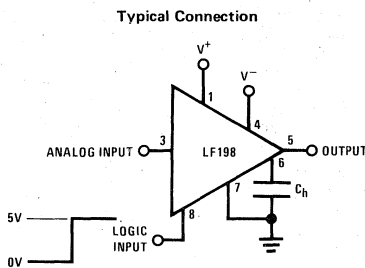 Typical Connection
V+
V−
1
4
3
5
ANALOG INPUT
LF198
OUTPUT
6
7
Ch
8
5V
LOGIC
INPUT
0V